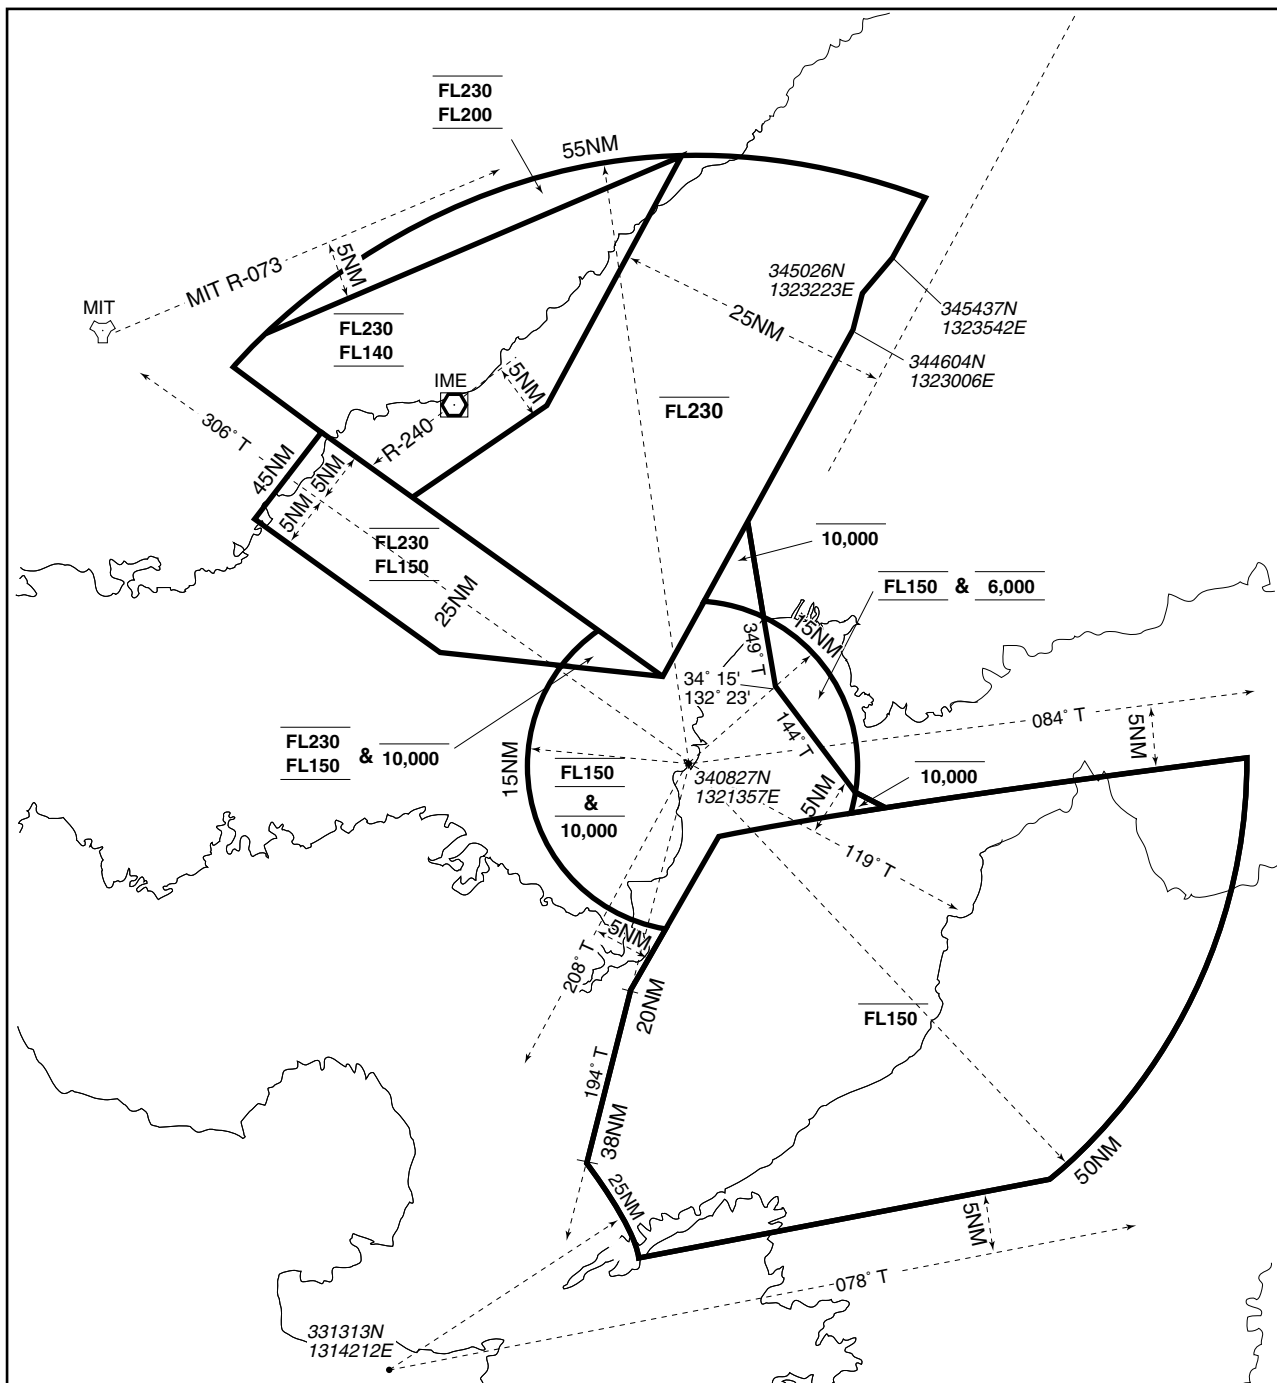 FL230
FL200
55NM
MIT R-073
5NM
MIT
345026N
1323223E
345437N
1323542E
25NM
FL230
FL140
344604N
1323006E
IME
5NM
FL230
306° T
R-240
45NM
5NM
5NM
10,000
FL230
FL150
FL150 & 6,000
25NM
15NM
349° T
34° 15'
132° 23'
084° T
5NM
144° T
FL230
FL150
& 10,000
15NM
FL150
&
10,000
340827N
1321357E
10,000
5NM
119° T
5NM
208° T
20NM
FL150
194° T
38NM
50NM
25NM
5NM
078° T
331313N
1314212E